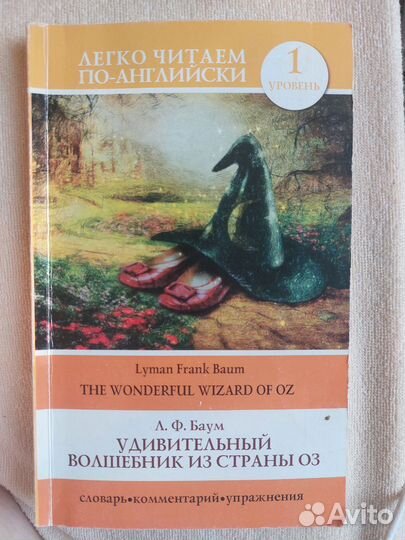 ЛЕГКО ЧИТАЕМ
ПО-АНГЛИЙСКИ
1
УРОВЕНЬ
Lyman Frank Baum
THE WONDERFUL WIZARD OF OZ
Л. Ф. Баум
УДИВИТЕЛЬНЫЙ
ВОЛШЕБНИК ИЗ СТРАНЫ ОЗ
словарь•комментарий•упражнения
Avito